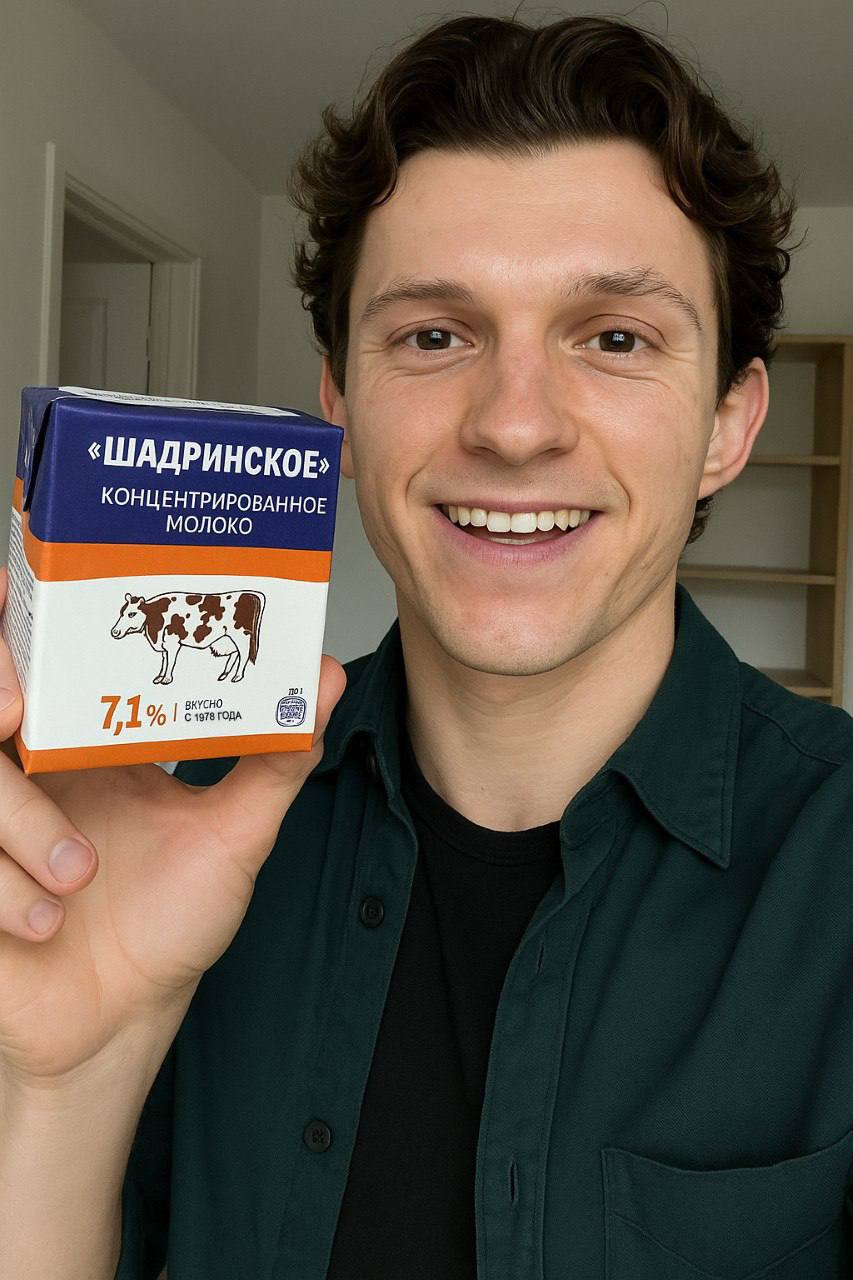 «ШАДРИНСКОЕ»
КОНЦЕНТРИРОВАННОЕ
МОЛОКО
7,1% | ВКУСНО
С 1978 ГОДА